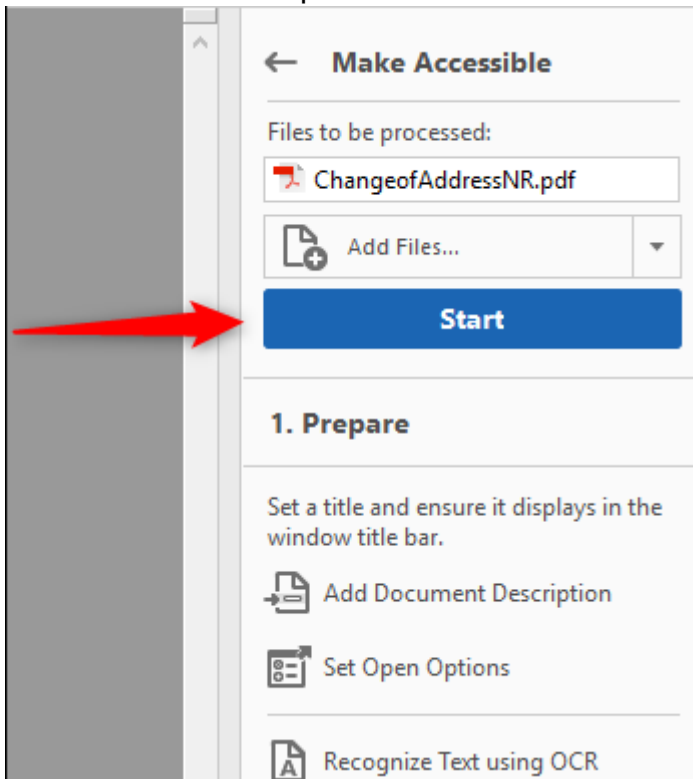 Make Accessible
Files to be processed:
ChangeofAddressNR.pdf
Add Files...
Start
1. Prepare
Set a title and ensure it displays in the
window title bar.
Add Document Description
Set Open Options
Recognize Text using OCR